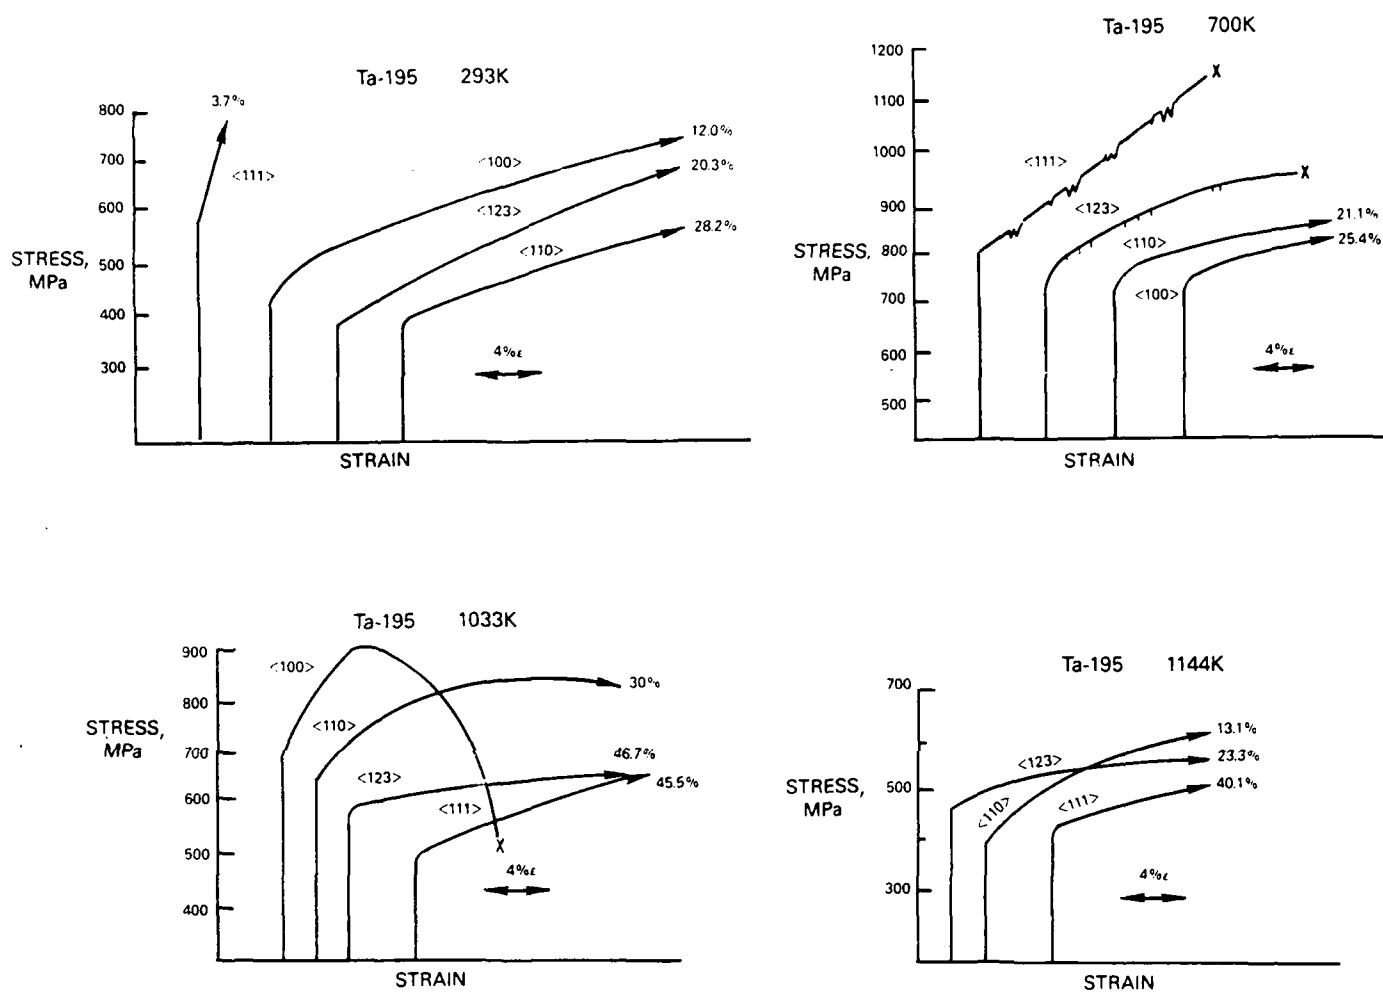 Ta-195 293K
800
700
600
500
400
300
STRESS,
MPa
3.7%
<111>
<100>
12.0%
<123>
20.3%
<110>
28.2%
4%ε
STRAIN
Ta-195 700K
1200
1100
1000
900
800
700
600
500
STRESS,
MPa
<111>
X
<123>
X
<110>
21.1%
25.4%
<100>
4%ε
STRAIN
Ta-195 1033K
900
800
700
600
500
400
STRESS,
MPa
<100>
<110>
30%
<123>
46.7%
<111>
45.5%
X
4%ε
STRAIN
Ta-195 1144K
700
500
300
STRESS,
MPa
<123>
13.1%
23.3%
<110>
<111>
40.1%
4%ε
STRAIN